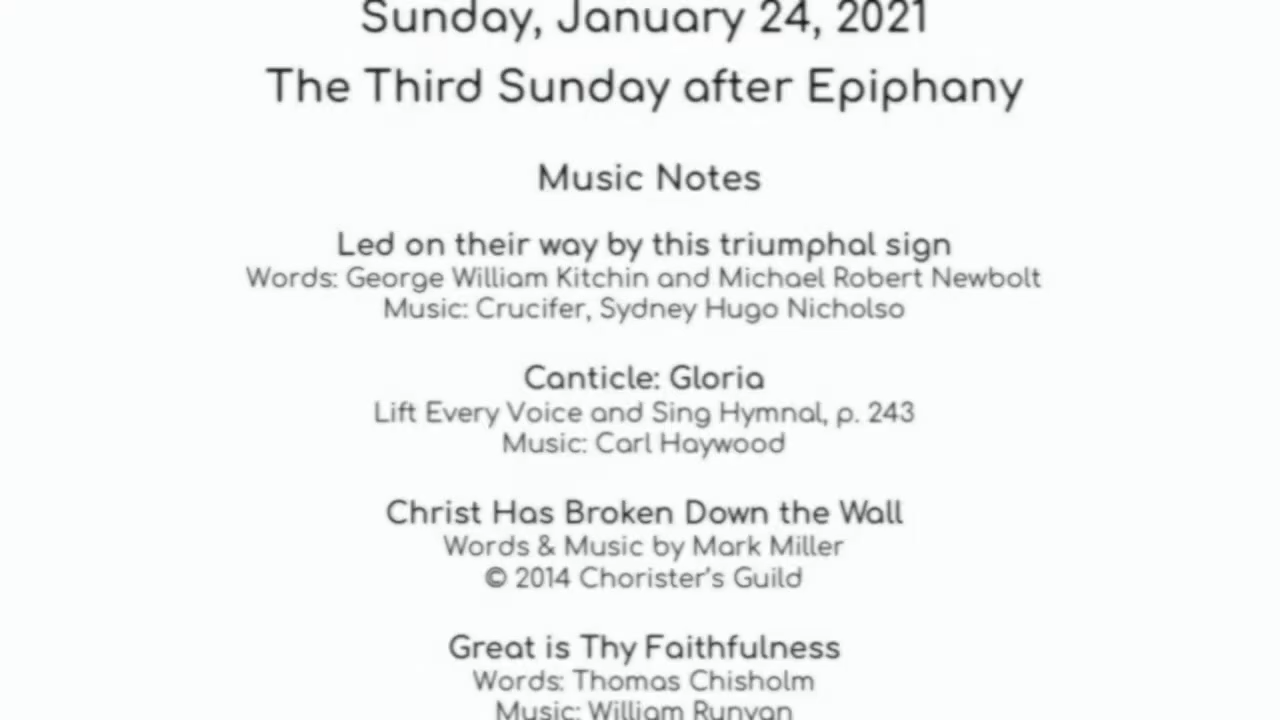 Sunday, January 24, 2021
The Third Sunday after Epiphany
Music Notes
Led on their way by this triumphal sign
Words: George William Kitchin and Michael Robert Newbolt
Music: Crucifer, Sydney Hugo Nicholso
Canticle: Gloria
Lift Every Voice and Sing Hymnal, p. 243
Music: Carl Haywood
Christ Has Broken Down the Wall
Words & Music by Mark Miller
© 2014 Chorister's Guild
Great is Thy Faithfulness
Words: Thomas Chisholm
Music: William Runyan